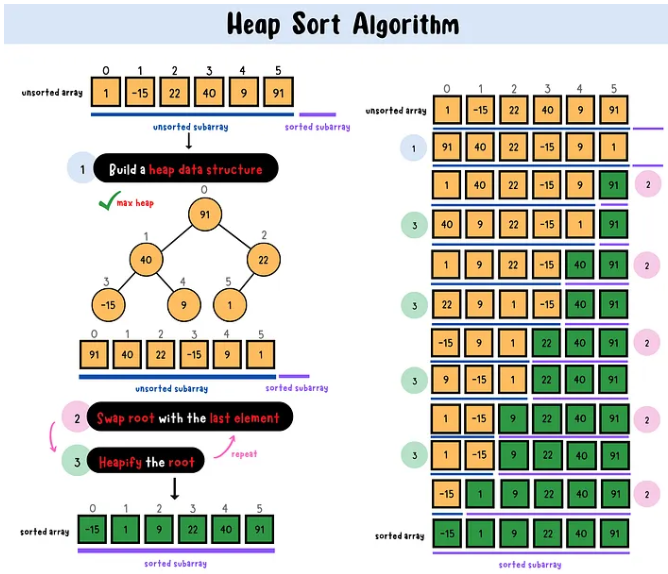 Heap Sort Algorithm
0 1 2 3 4 5
unsorted array 1 -15 22 40 9 91
unsorted subarray sorted subarray
1 Build a heap data structure
max heap
0
91
1 2
40 22
3 4 5
-15 9 1
0 1 2 3 4 5
91 40 22 -15 9 1
unsorted subarray sorted subarray
2 Swap root with the last element
repeat
3 Heapify the root
0 1 2 3 4 5
sorted array -15 1 9 22 40 91
sorted subarray
0 1 2 3 4 5
unsorted array 1 -15 22 40 9 91
1 91 40 22 -15 9 1
1 40 22 -15 9 91 2
3 40 9 22 -15 1 91
1 9 22 -15 40 91 2
3 22 9 1 -15 40 91
-15 9 1 22 40 91 2
3 9 -15 1 22 40 91
1 -15 9 22 40 91 2
3 1 -15 9 22 40 91
-15 1 9 22 40 91 2
sorted array -15 1 9 22 40 91
sorted subarray